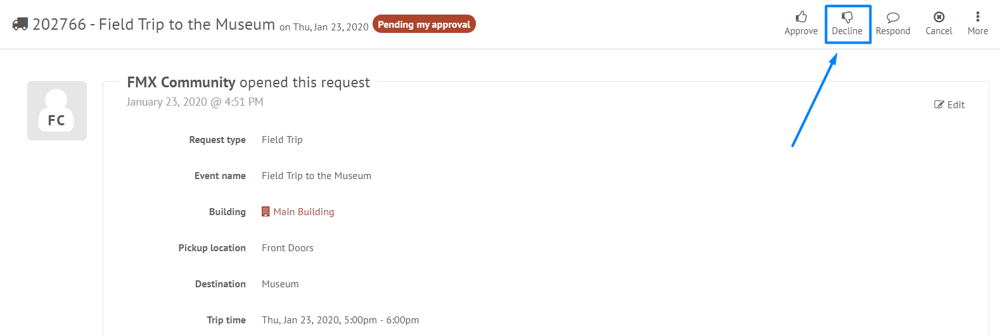 202766 - Field Trip to the Museum on Thu, Jan 23, 2020 Pending my approval
Approve Decline Respond Cancel More
FMX Community opened this request
January 23, 2020 @ 4:51 PM
Edit
FC
Request type Field Trip
Event name Field Trip to the Museum
Building Main Building
Pickup location Front Doors
Destination Museum
Trip time Thu, Jan 23, 2020, 5:00pm - 6:00pm